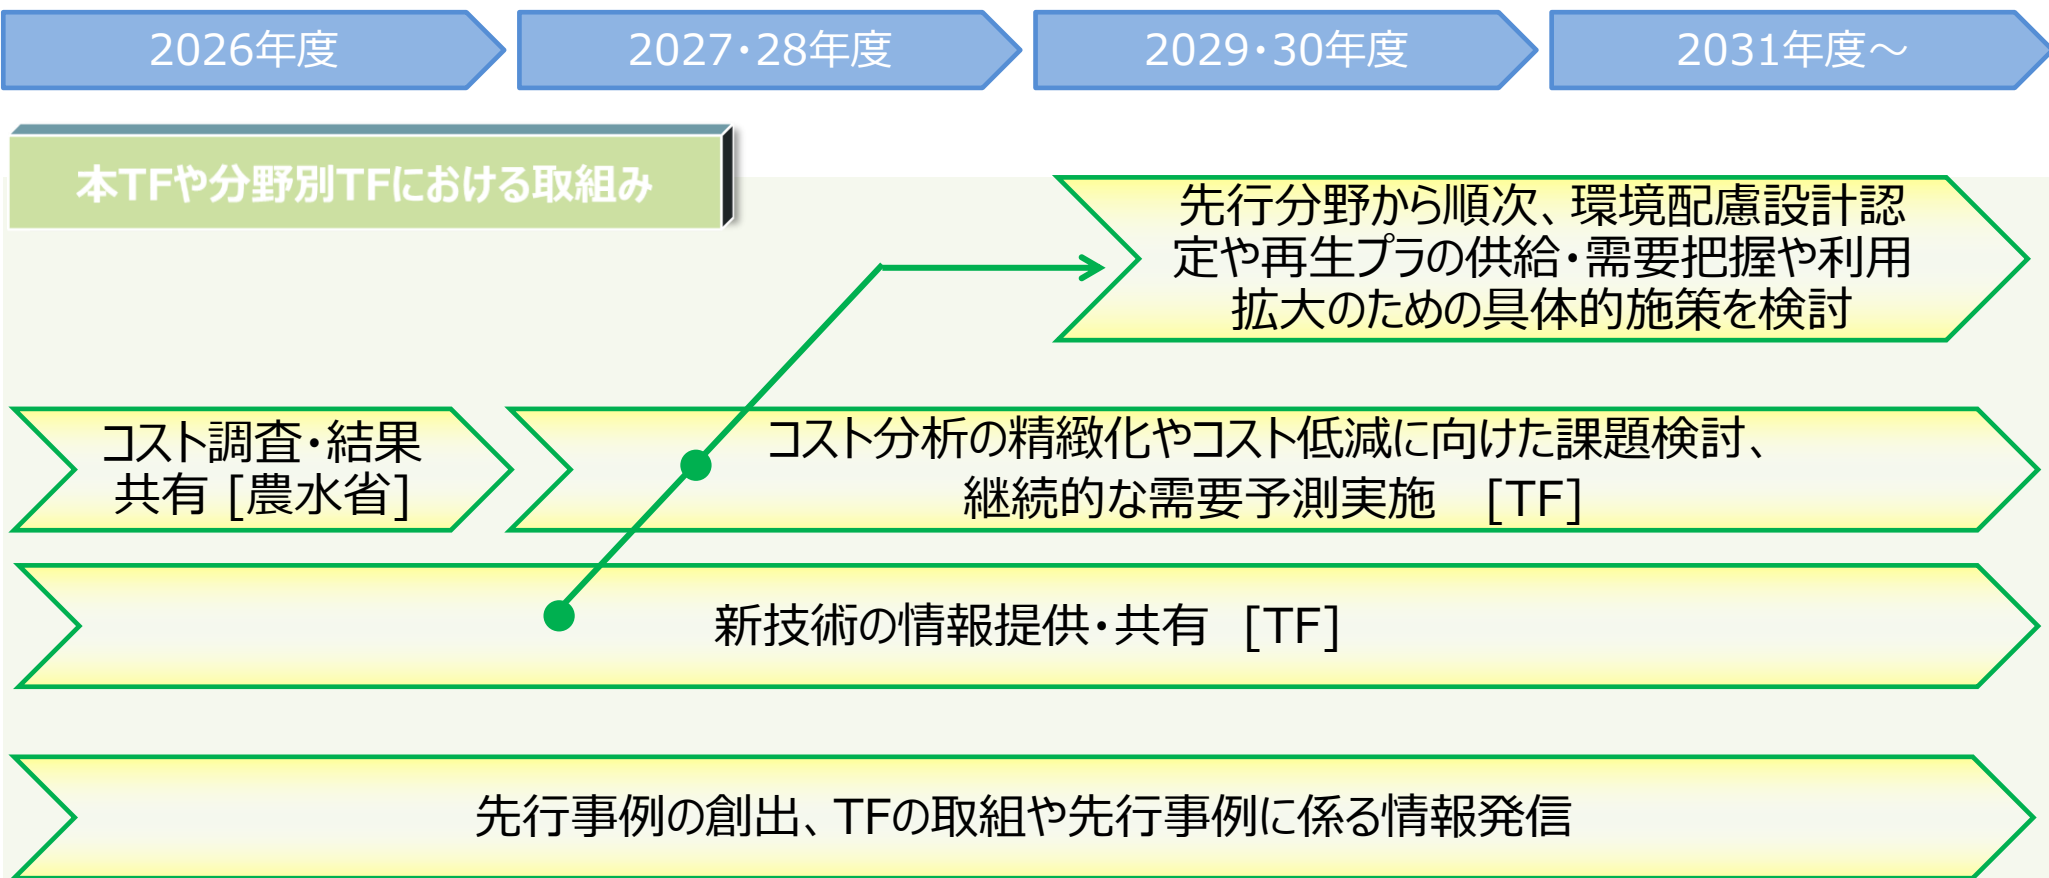 2026年度
2027・28年度
2029・30年度
2031年度～
本TFや分野別TFにおける取組み
先行分野から順次、環境配慮設計認
定や再生プラの供給・需要把握や利用
拡大のための具体的施策を検討
コスト調査・結果
共有 [農水省]
コスト分析の精緻化やコスト低減に向けた課題検討、
継続的な需要予測実施　[TF]
新技術の情報提供・共有　[TF]
先行事例の創出、TFの取組や先行事例に係る情報発信